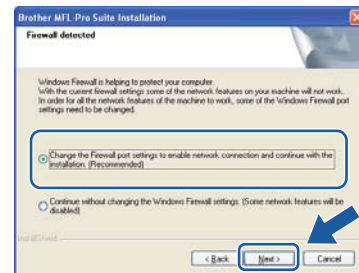 Brother MFL-Pro Suite Installation
Firewall detected
Windows Firewall is helping to protect your computer.
With the current firewall settings some of the network features on your machine will not work.
In order for all the network features of the machine to work, some of the Windows Firewall port
settings need to be changed.
Change the Firewall port settings to enable network connection and continue with the
installation. (Recommended)
Continue without changing the Windows Firewall settings. (Some network features will be
disabled)
InstallShield
< Back
Next >
Cancel